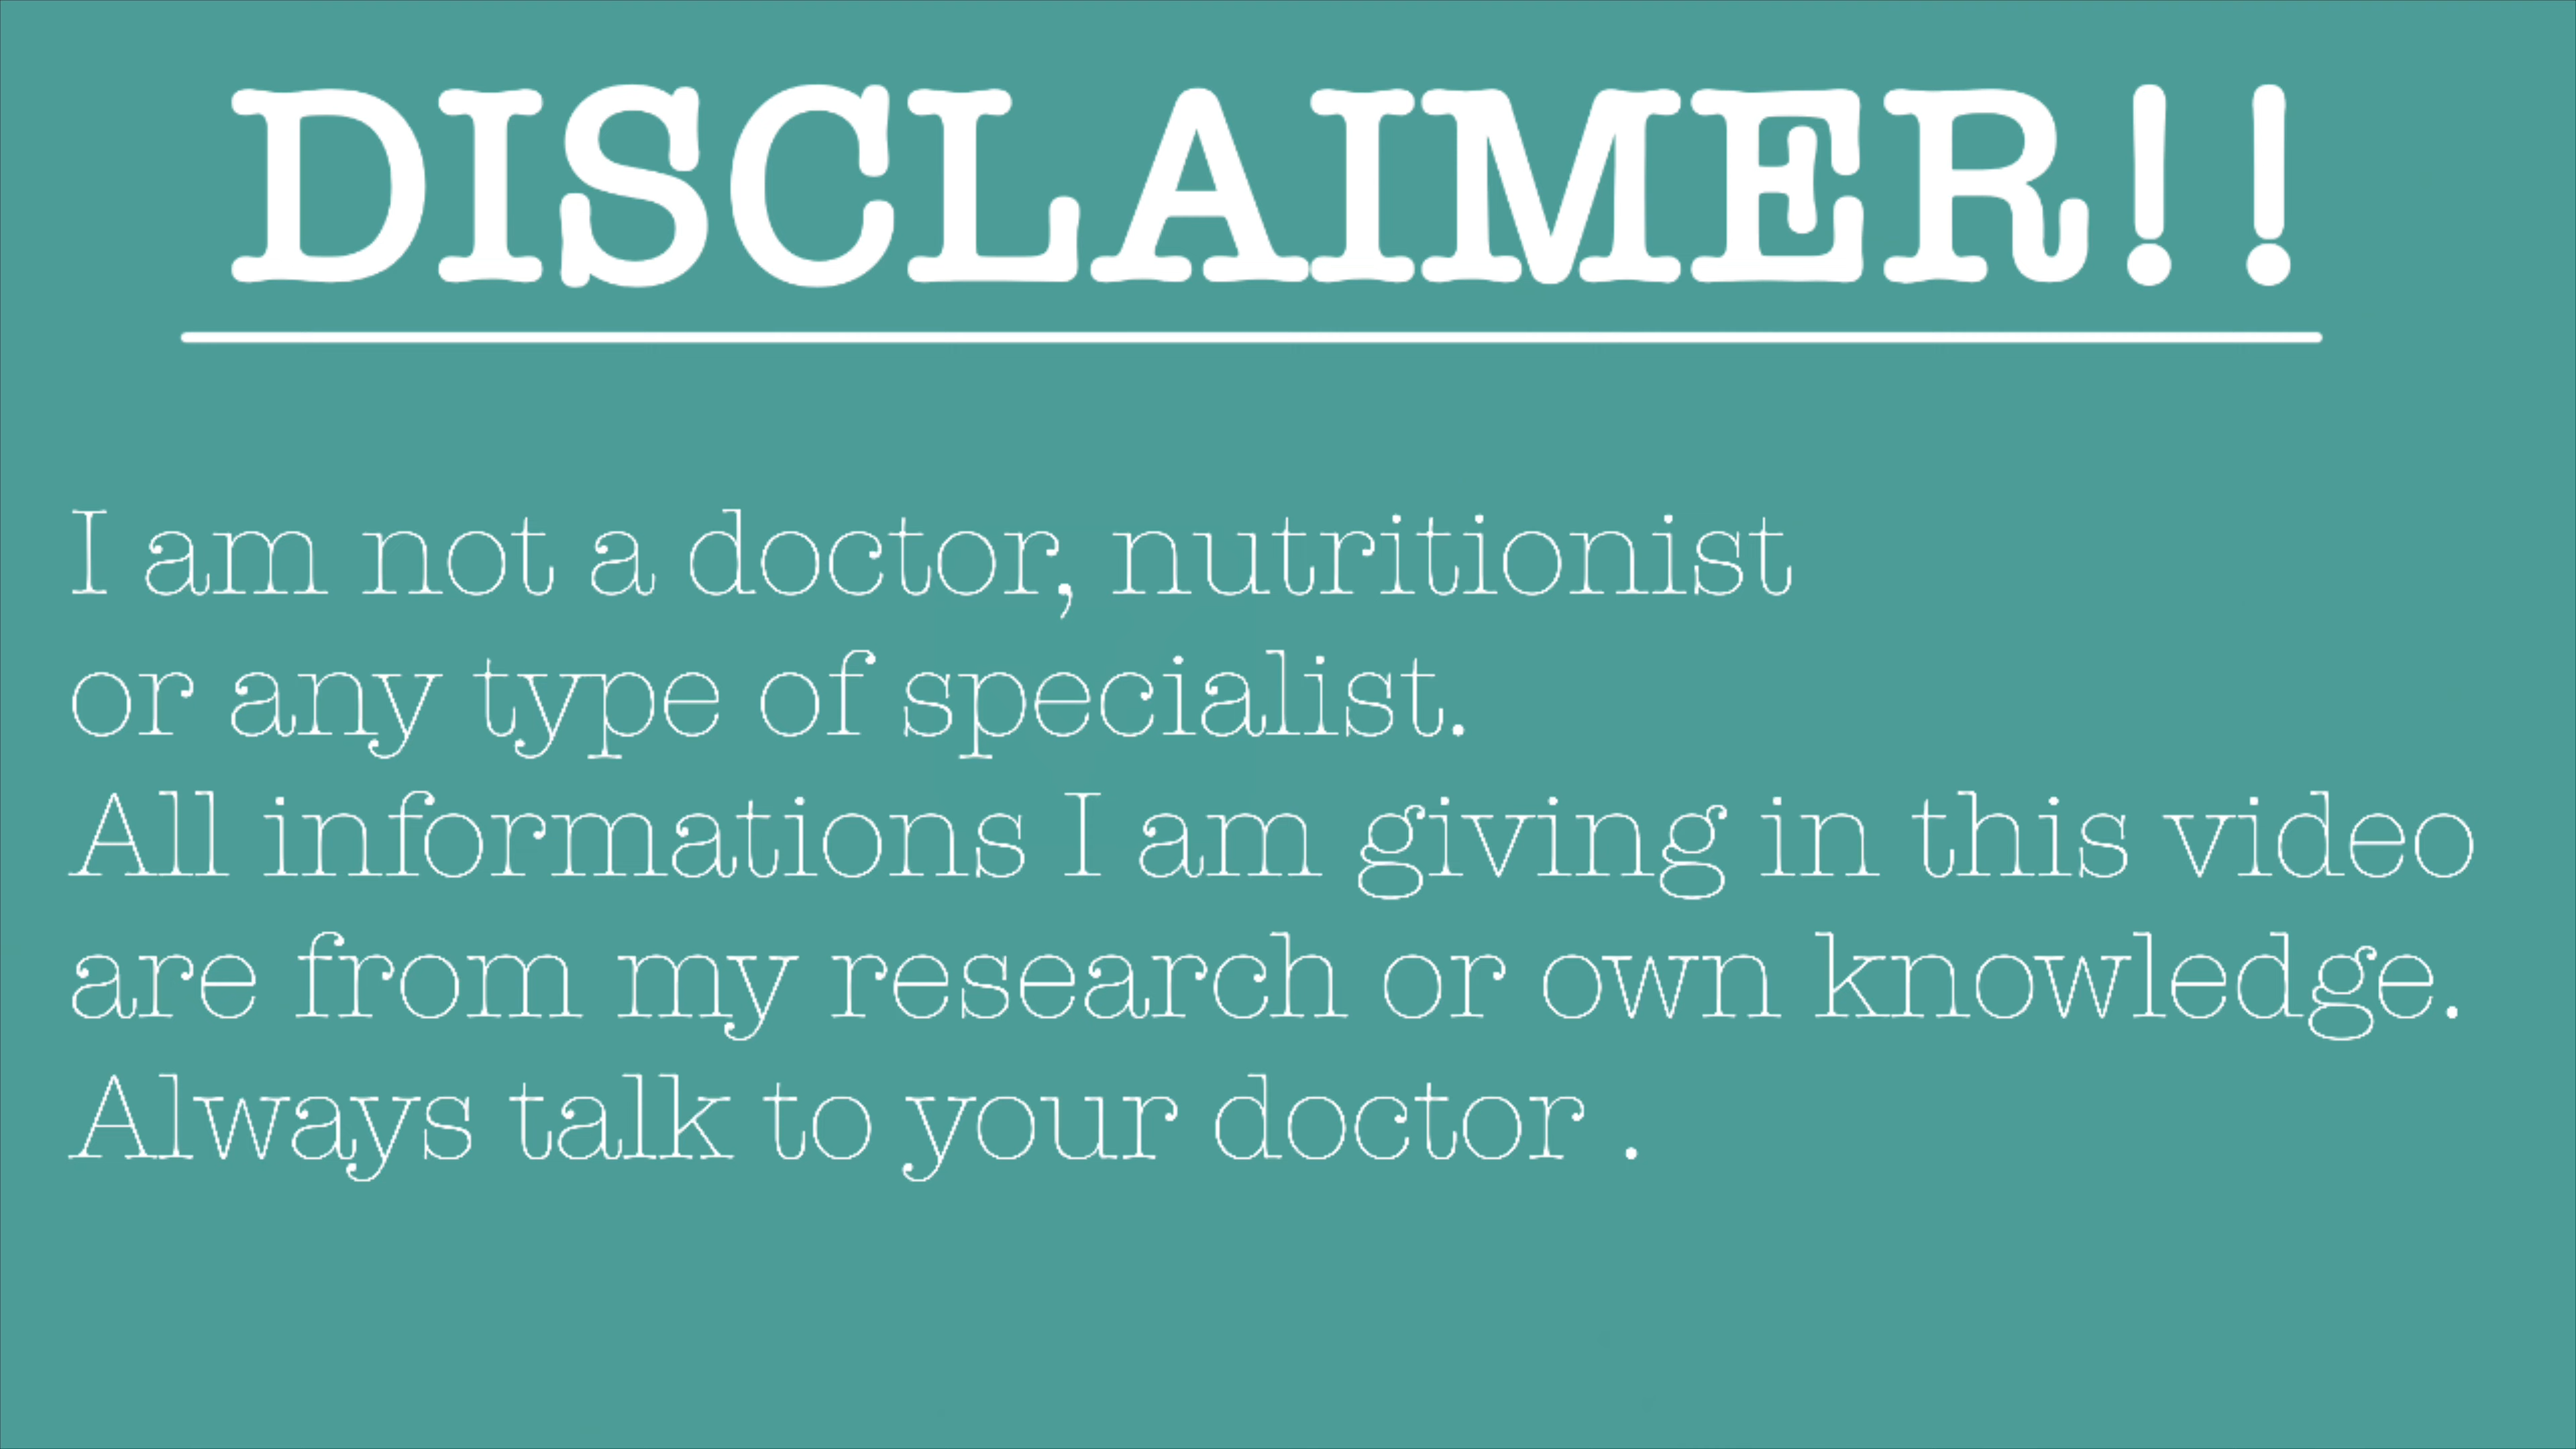 DISCLAIMER!!
I am not a doctor, nutritionist
or any type of specialist.
All informations I am giving in this video
are from my research or own knowledge.
Always talk to your doctor .